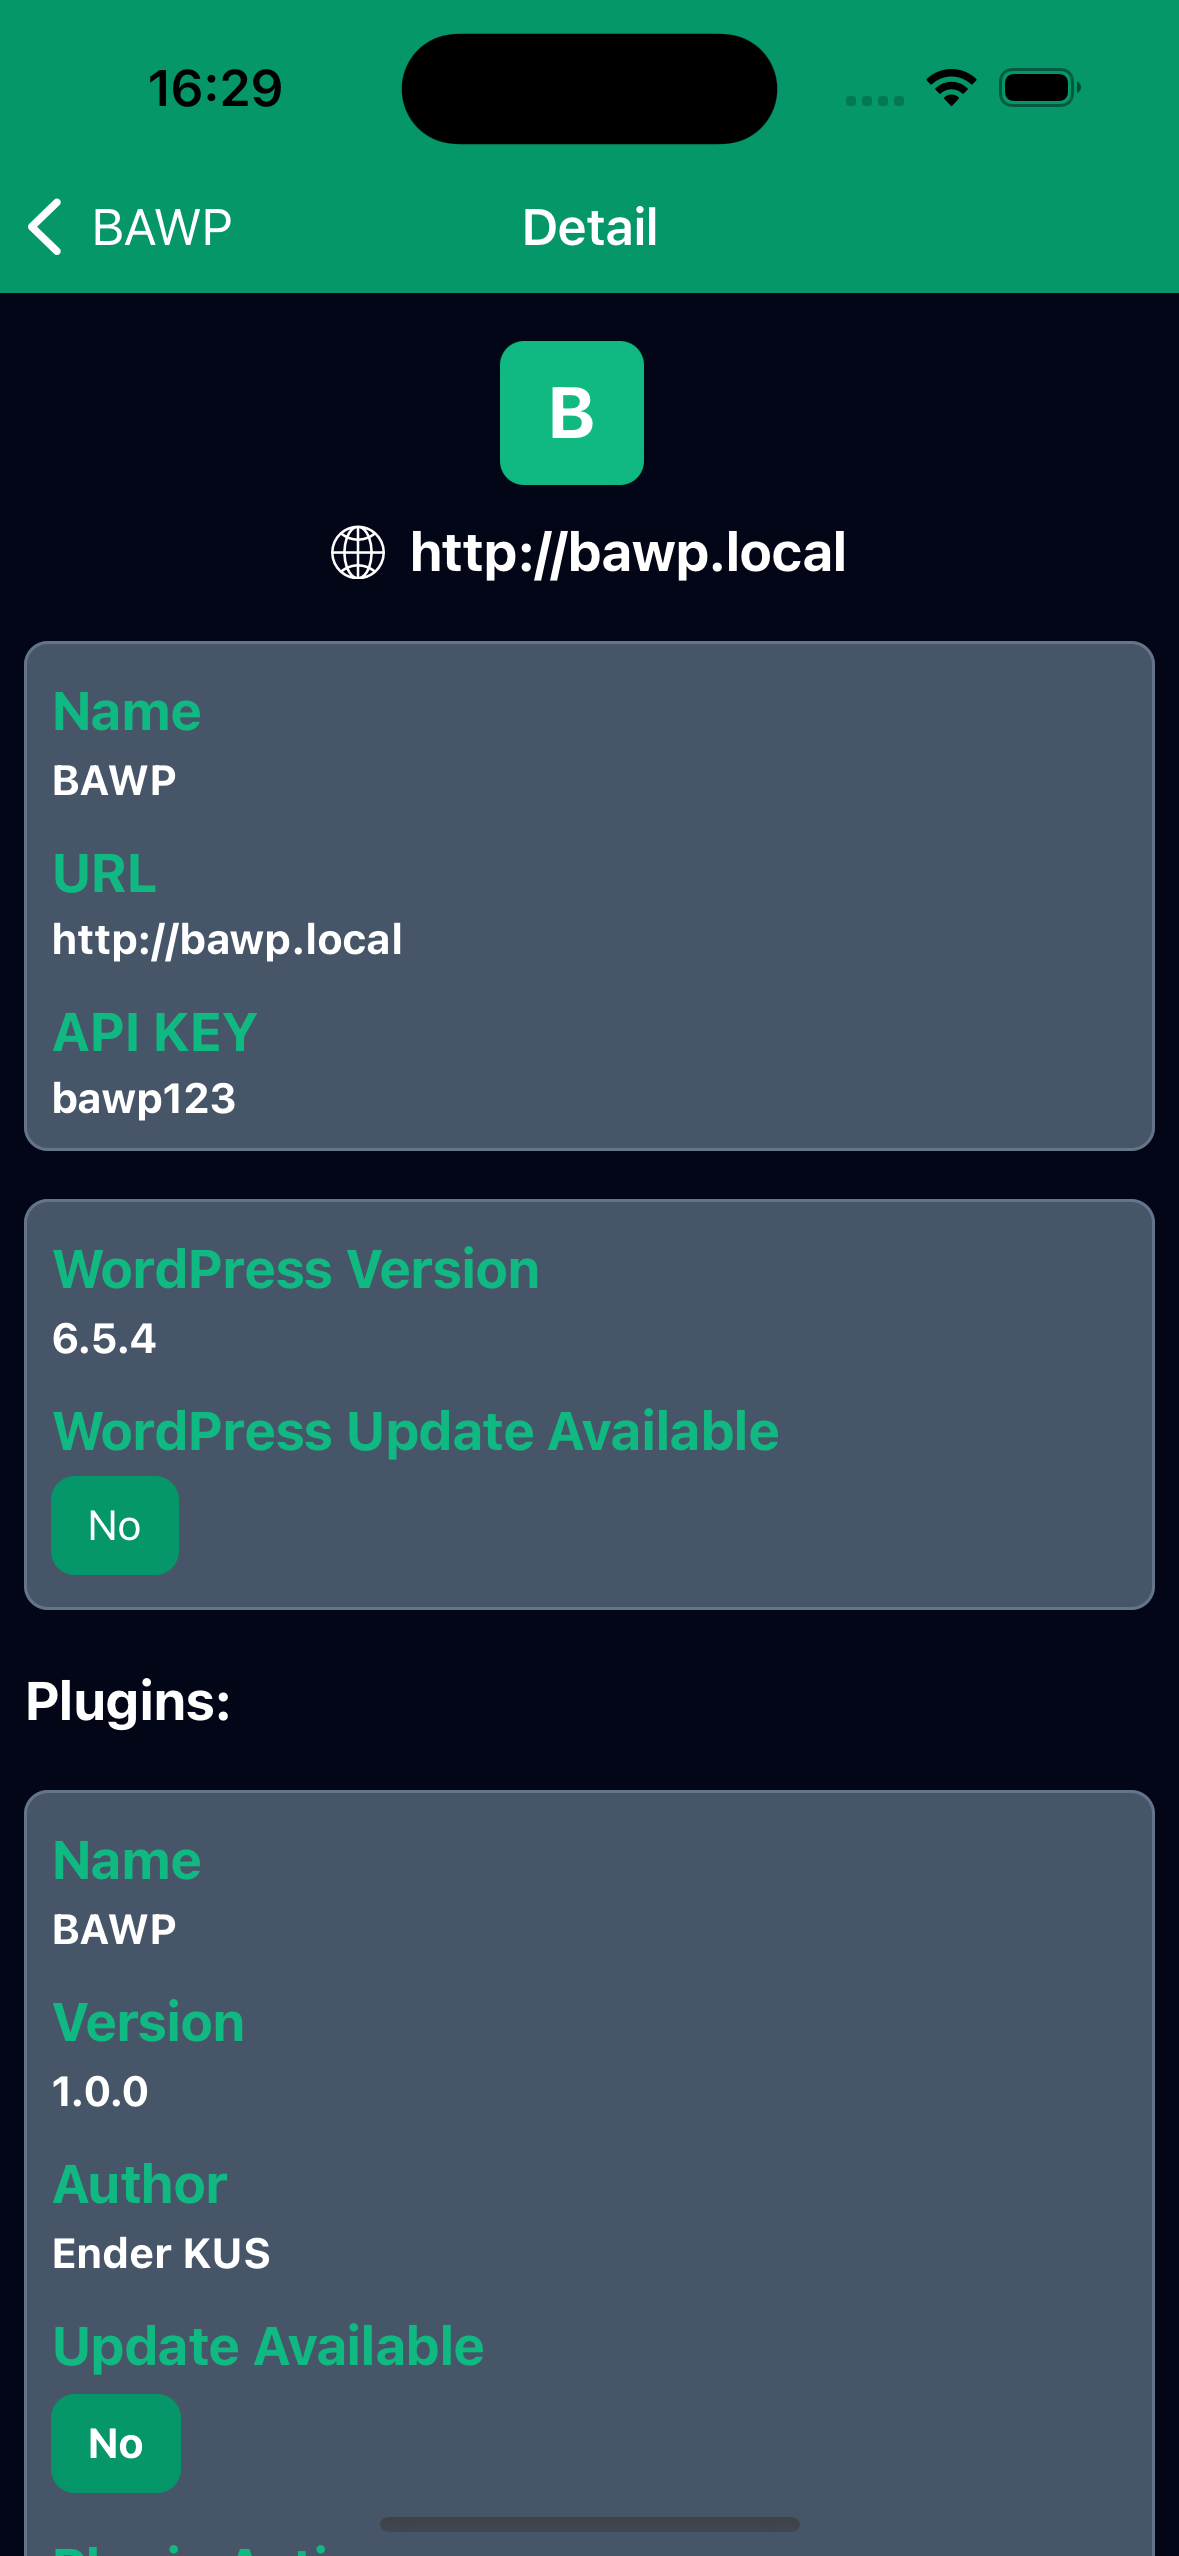 16:29
BAWP
Detail
B
http://bawp.local
Name
BAWP
URL
http://bawp.local
API KEY
bawp123
WordPress Version
6.5.4
WordPress Update Available
No
Plugins:
Name
BAWP
Version
1.0.0
Author
Ender KUS
Update Available
No